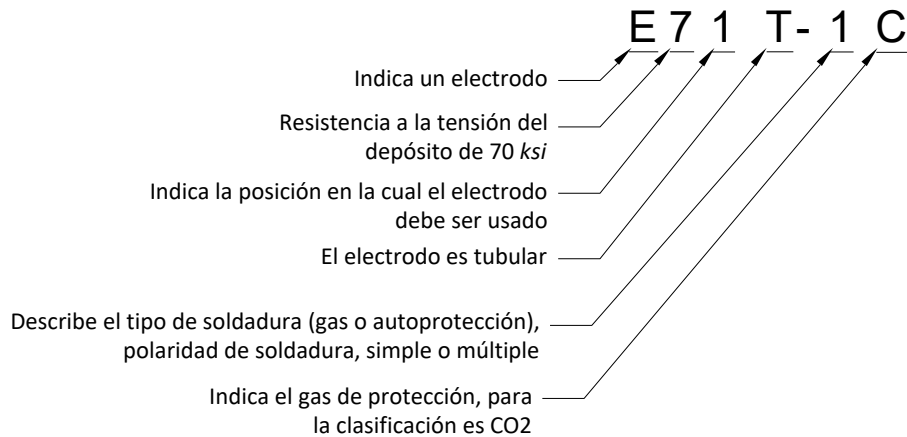 E 7 1 T- 1 C
Indica un electrodo
Resistencia a la tensión del
depósito de 70 ksi
Indica la posición en la cual el electrodo
debe ser usado
El electrodo es tubular
Describe el tipo de soldadura (gas o autoprotección),
polaridad de soldadura, simple o múltiple
Indica el gas de protección, para
la clasificación es CO2